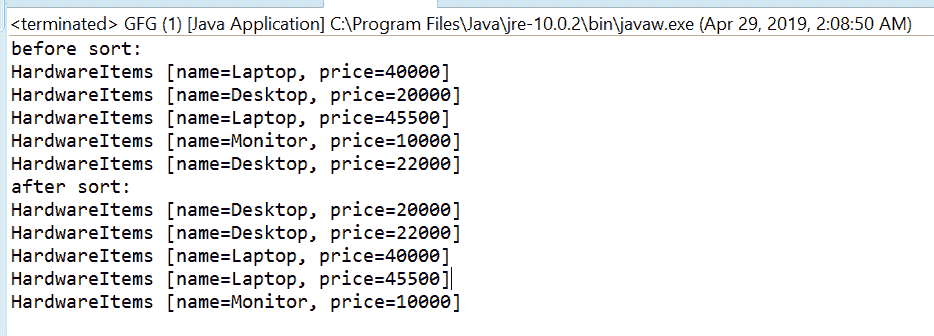 <terminated> GFG (1) [Java Application] C:\Program Files\Java\jre-10.0.2\bin\javaw.exe (Apr 29, 2019, 2:08:50 AM)
before sort:
HardwareItems [name=Laptop, price=40000]
HardwareItems [name=Desktop, price=20000]
HardwareItems [name=Laptop, price=45500]
HardwareItems [name=Monitor, price=10000]
HardwareItems [name=Desktop, price=22000]
after sort:
HardwareItems [name=Desktop, price=20000]
HardwareItems [name=Desktop, price=22000]
HardwareItems [name=Laptop, price=40000]
HardwareItems [name=Laptop, price=45500]
HardwareItems [name=Monitor, price=10000]